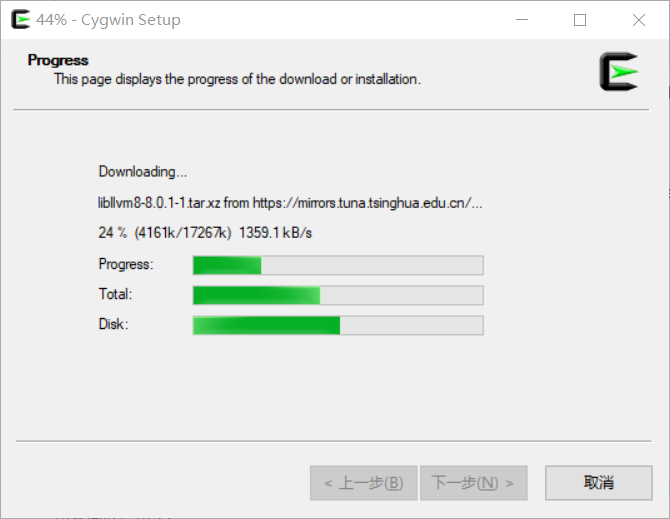 44% - Cygwin Setup
Progress
This page displays the progress of the download or installation.
Downloading...
libllvm8-8.0.1-1.tar.xz from https://mirrors.tuna.tsinghua.edu.cn/...
24 % (4161k/17267k) 1359.1 kB/s
Progress:
Total:
Disk:
< 上一步(B)
下一步(N) >
取消